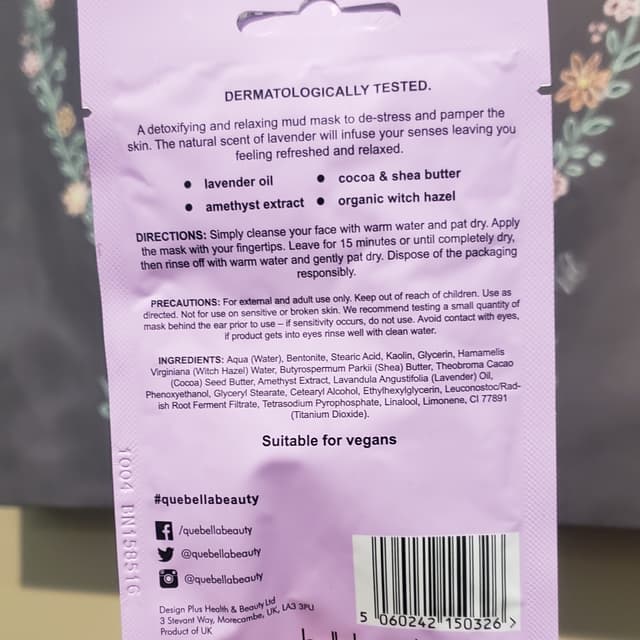 DERMATOLOGICALLY TESTED.
A detoxifying and relaxing mud mask to de-stress and pamper the
skin. The natural scent of lavender will infuse your senses leaving you
feeling refreshed and relaxed.
• lavender oil • cocoa & shea butter
• amethyst extract • organic witch hazel
DIRECTIONS: Simply cleanse your face with warm water and pat dry. Apply
the mask with your fingertips. Leave for 15 minutes or until completely dry,
then rinse off with warm water and gently pat dry. Dispose of the packaging
responsibly.
PRECAUTIONS: For external and adult use only. Keep out of reach of children. Use as
directed. Not for use on sensitive or broken skin. We recommend testing a small quantity of
mask behind the ear prior to use – if sensitivity occurs, do not use. Avoid contact with eyes,
if product gets into eyes rinse well with clean water.
INGREDIENTS: Aqua (Water), Bentonite, Stearic Acid, Kaolin, Glycerin, Hamamelis
Virginiana (Witch Hazel) Water, Butyrospermum Parkii (Shea) Butter, Theobroma Cacao
(Cocoa) Seed Butter, Amethyst Extract, Lavandula Angustifolia (Lavender) Oil,
Phenoxyethanol, Glyceryl Stearate, Cetearyl Alcohol, Ethylhexylglycerin, Leuconostoc/Rad-
ish Root Ferment Filtrate, Tetrasodium Pyrophosphate, Linalool, Limonene, CI 77891
(Titanium Dioxide).
Suitable for vegans
1004 BN15851G
#quebellabeauty
/quebellabeauty
@quebellabeauty
@quebellabeauty
Design Plus Health & Beauty Ltd
3 Stevant Way, Morecombe, UK, LA3 3PU
Product of UK
5 060242 150326 >